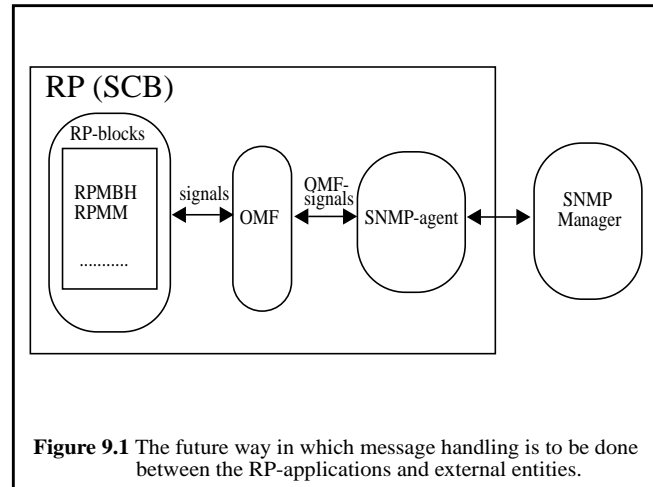 RP (SCB)
RP-blocks
RPMBH
RPMM
...........
signals
OMF
OMF-
signals
SNMP-agent
SNMP
Manager
Figure 9.1 The future way in which message handling is to be done
between the RP-applications and external entities.